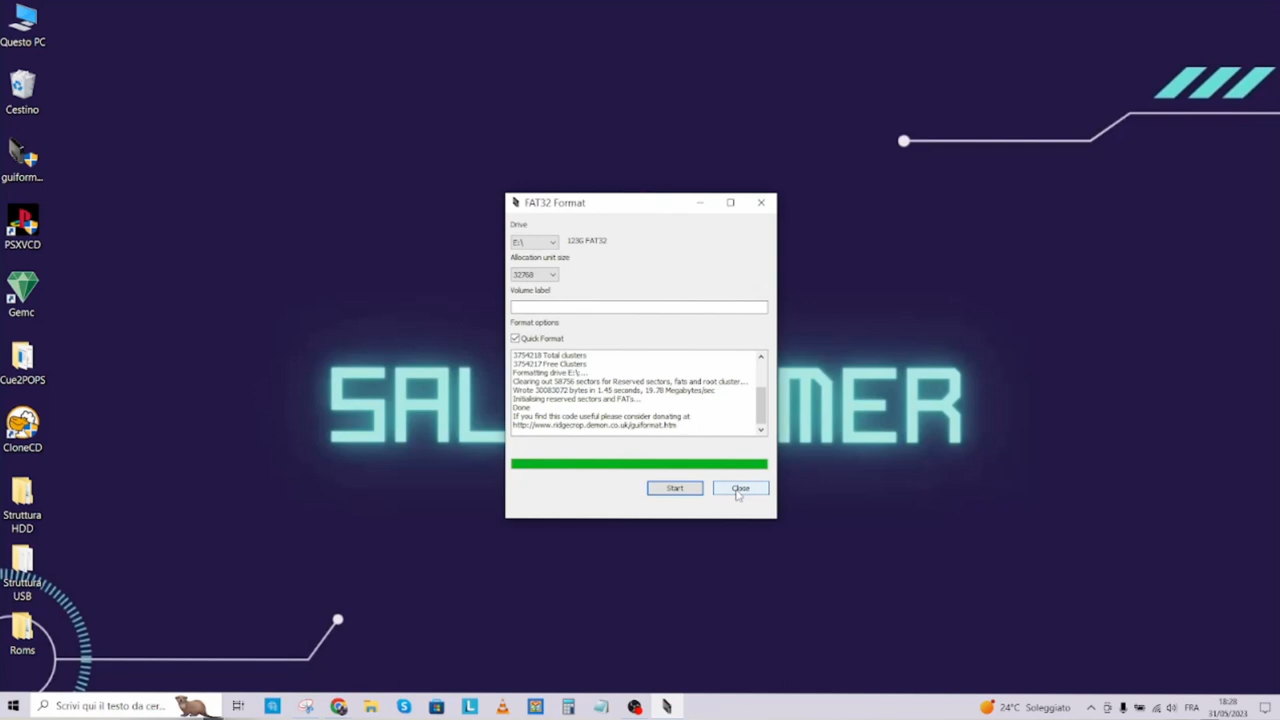 Questo PC
Cestino
guiform...
PSXVCD
Gemc
Cue2POPS
CloneCD
Struttura
HDD
Struttura
USB
Roms
SAL
MER
FAT32 Format
Drive
E:\
123G FAT32
Allocation unit size
32768
Volume label
Format options
Quick Format
3754218 Total clusters
3754217 Free Clusters
Formatting drive E:\:...
Clearing out 58756 sectors for Reserved sectors, fats and root cluster...
Wrote 30083072 bytes in 1.45 seconds, 19.78 Megabytes/sec
Initialising reserved sectors and FATs...
Done
If you find this code useful please consider donating at
http://www.ridgecrop.demon.co.uk/guiformat.htm
Start
Close
Scrivi qui il testo da cer...
24°C Soleggiato
FRA
18:28
31/05/2023